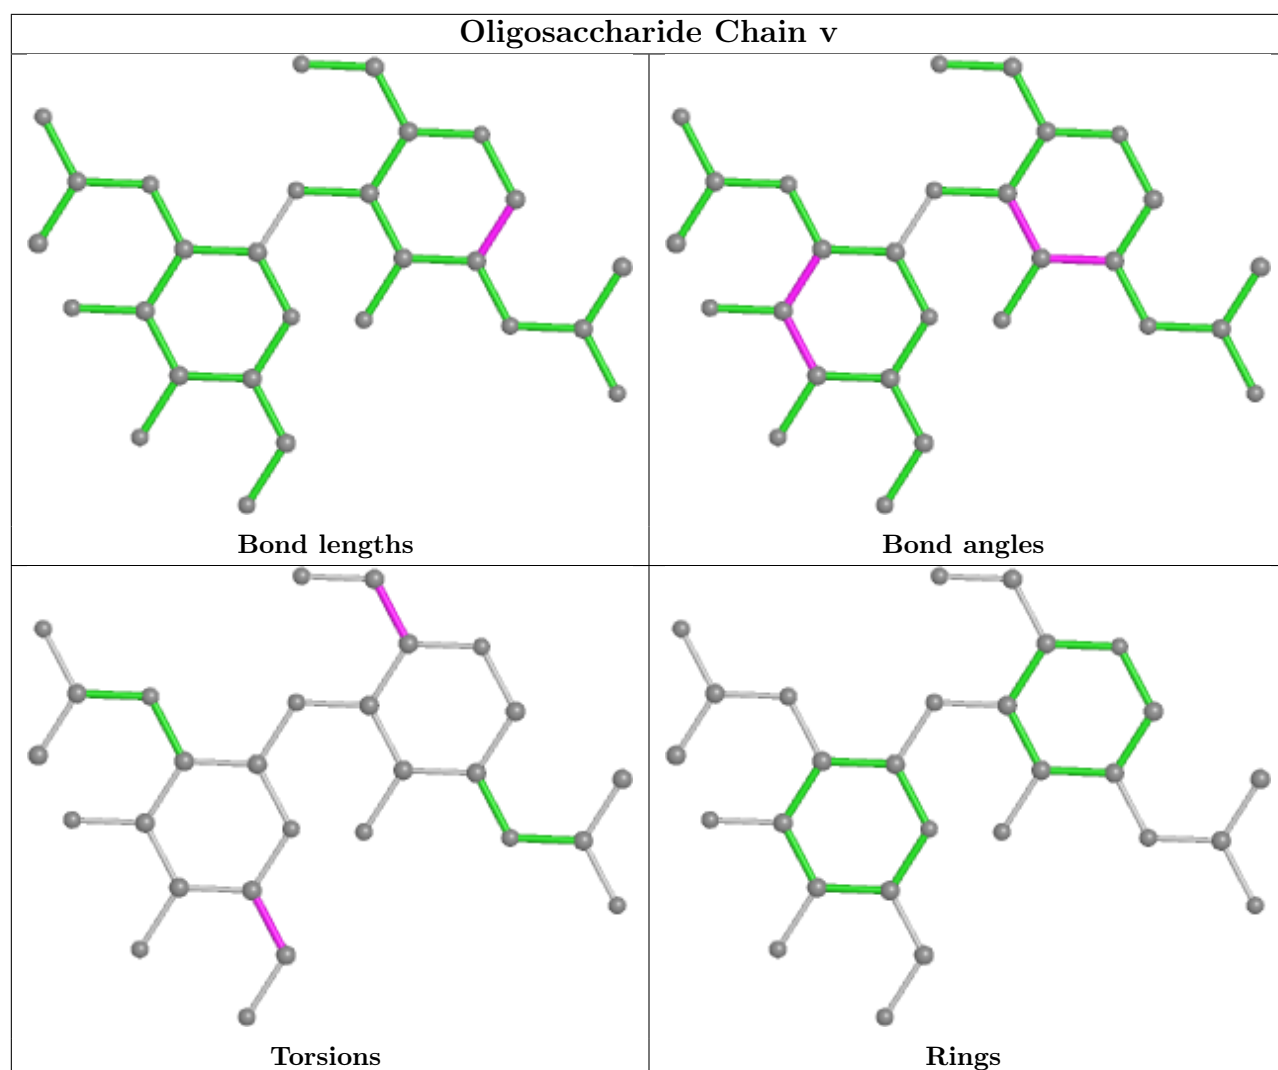 Oligosaccharide Chain v
Bond lengths
Bond angles
Torsions
Rings